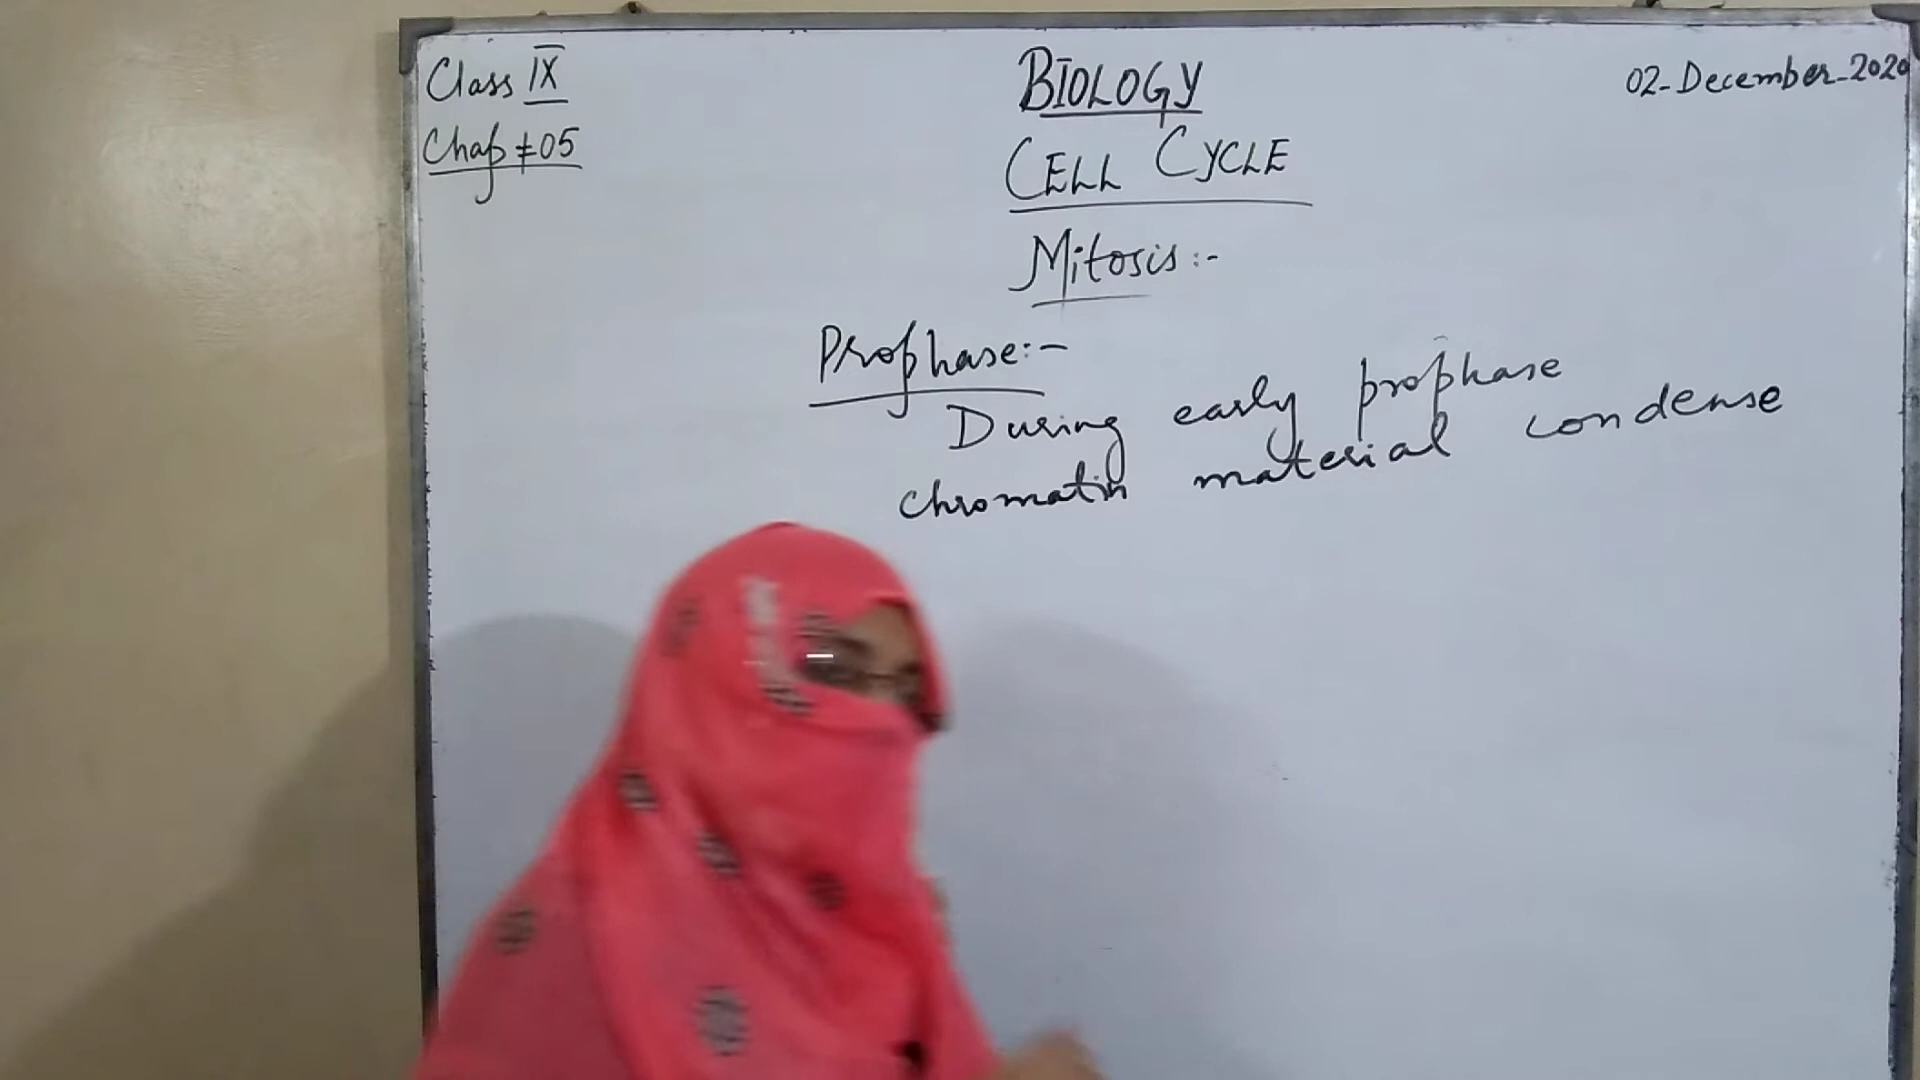 Class IX
Chap # 05
BIOLOGY
02-December-2020
CELL CYCLE
Mitosis:-
Prophase:-
During early prophase
chromatin material condense